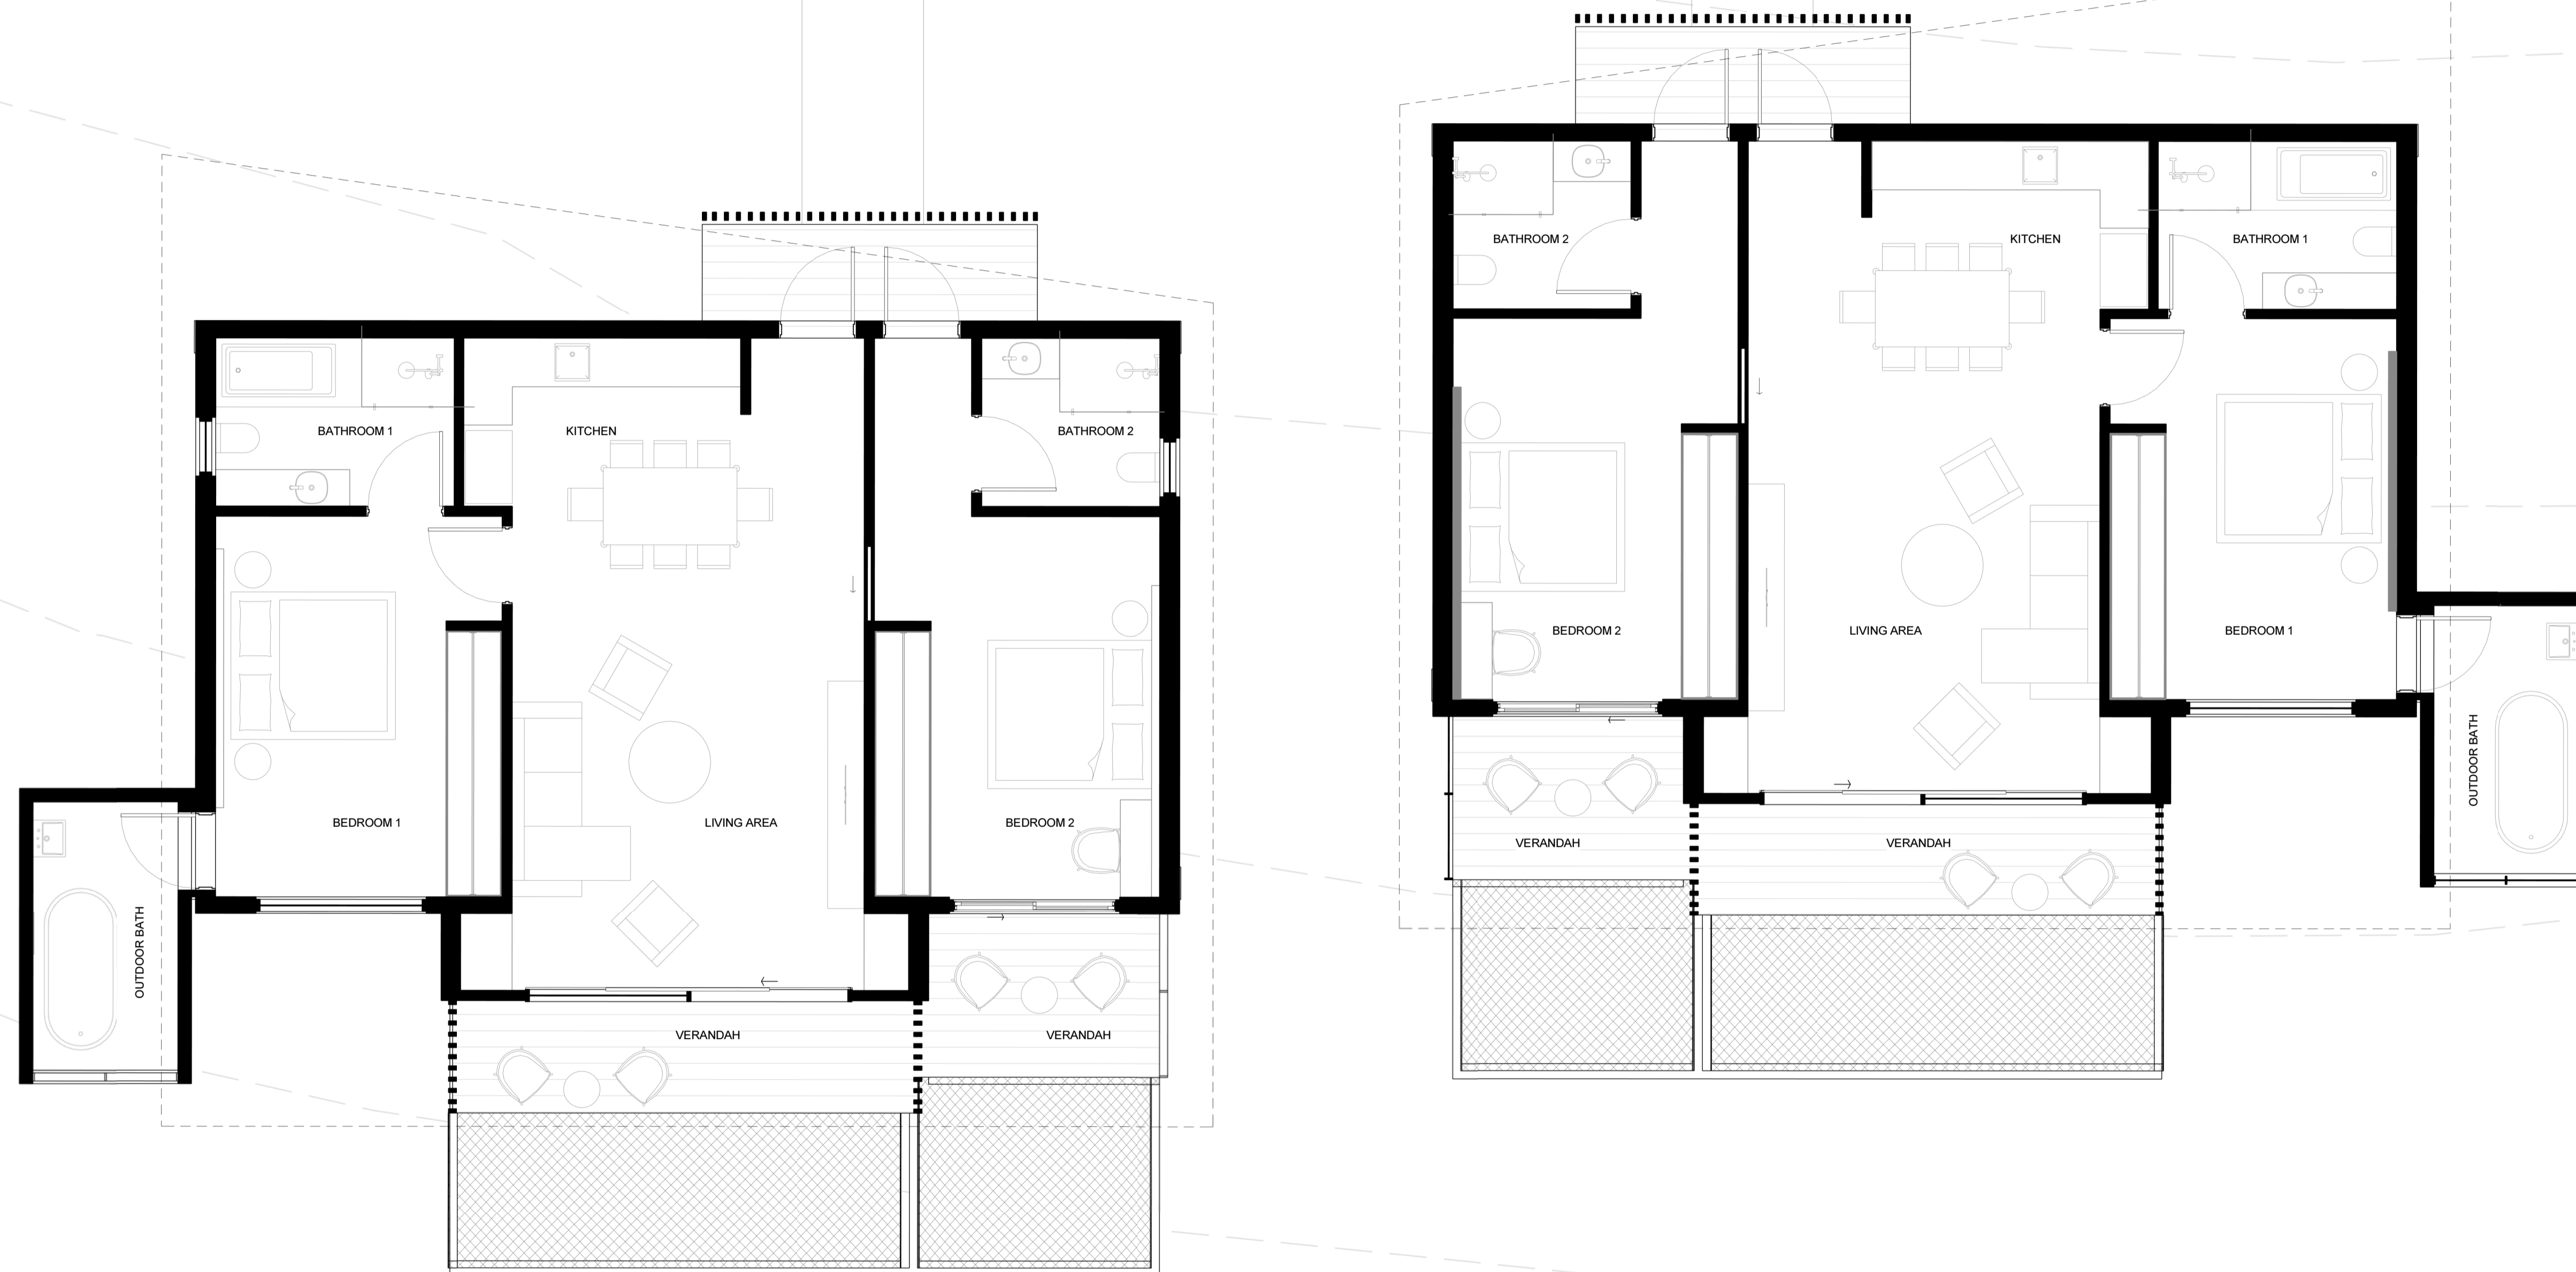 BATHROOM 1
KITCHEN
BATHROOM 2
BEDROOM 1
LIVING AREA
BEDROOM 2
OUTDOOR BATH
VERANDAH
VERANDAH
BATHROOM 2
KITCHEN
BATHROOM 1
BEDROOM 2
LIVING AREA
BEDROOM 1
OUTDOOR BATH
VERANDAH
VERANDAH